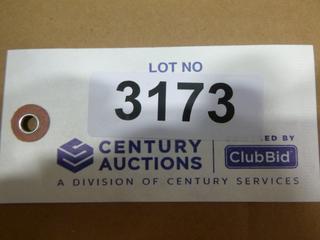 LOT NO
3173
CENTURY AUCTIONS
BY
ClubBid
A DIVISION OF CENTURY SERVICES